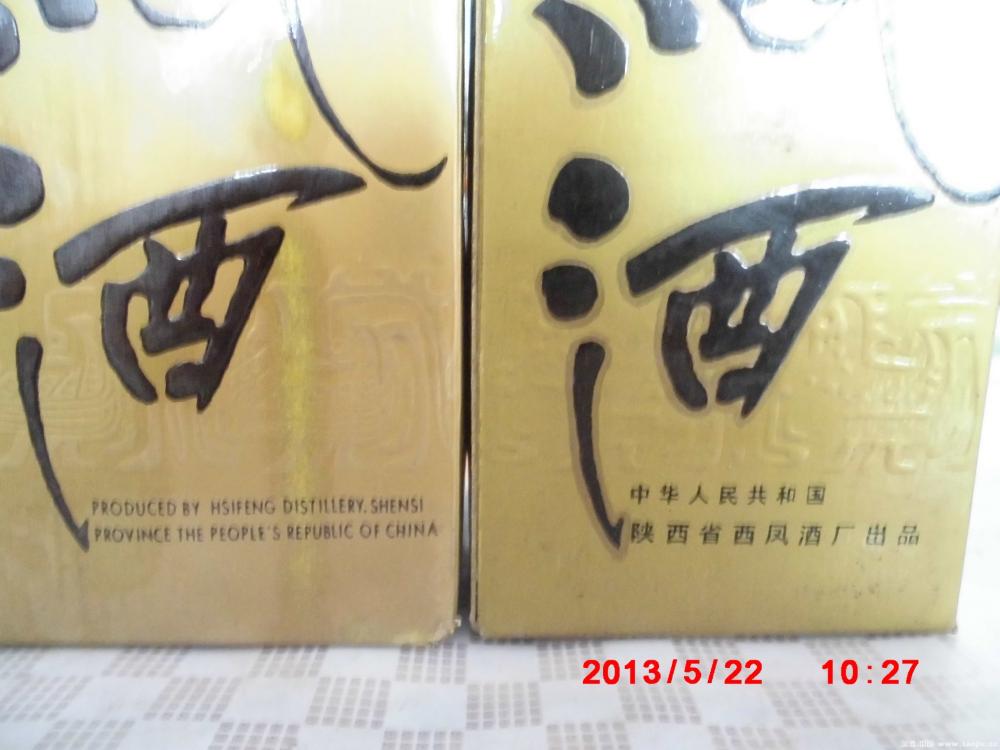 酒
PRODUCED BY HSIFENG DISTILLERY. SHENSI
PROVINCE THE PEOPLE'S REPUBLIC OF CHINA
酒
中华人民共和国
陕西省西凤酒厂出品
2013/5/22 10:27